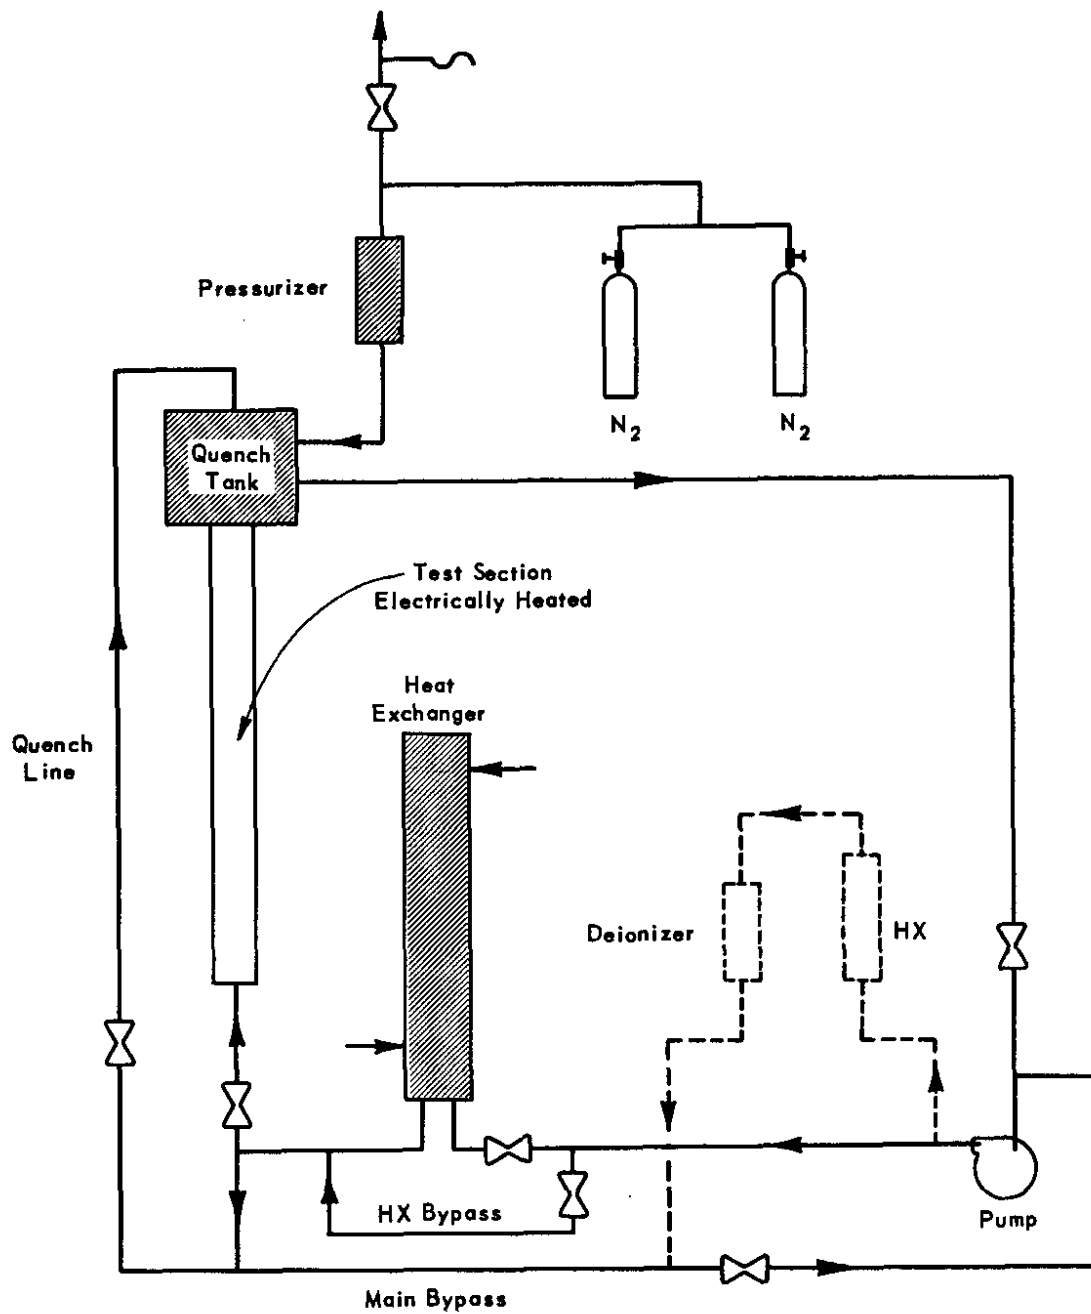 Pressurizer
N2
N2
Quench
Tank
Test Section
Electrically Heated
Heat
Exchanger
Quench
Line
Deionizer
HX
HX Bypass
Pump
Main Bypass